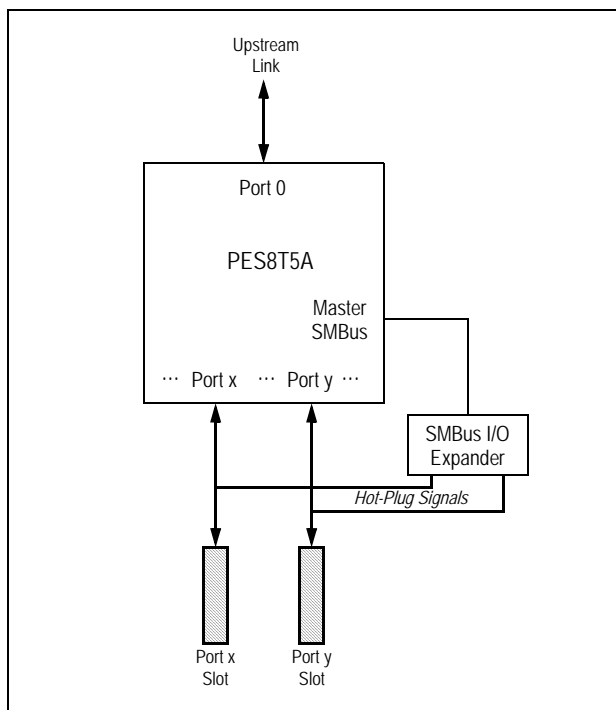 Upstream
Link
Port 0
PES8T5A
Master
SMBus
··· Port x ··· Port y ···
SMBus I/O
Expander
Hot-Plug Signals
Port x
Slot
Port y
Slot